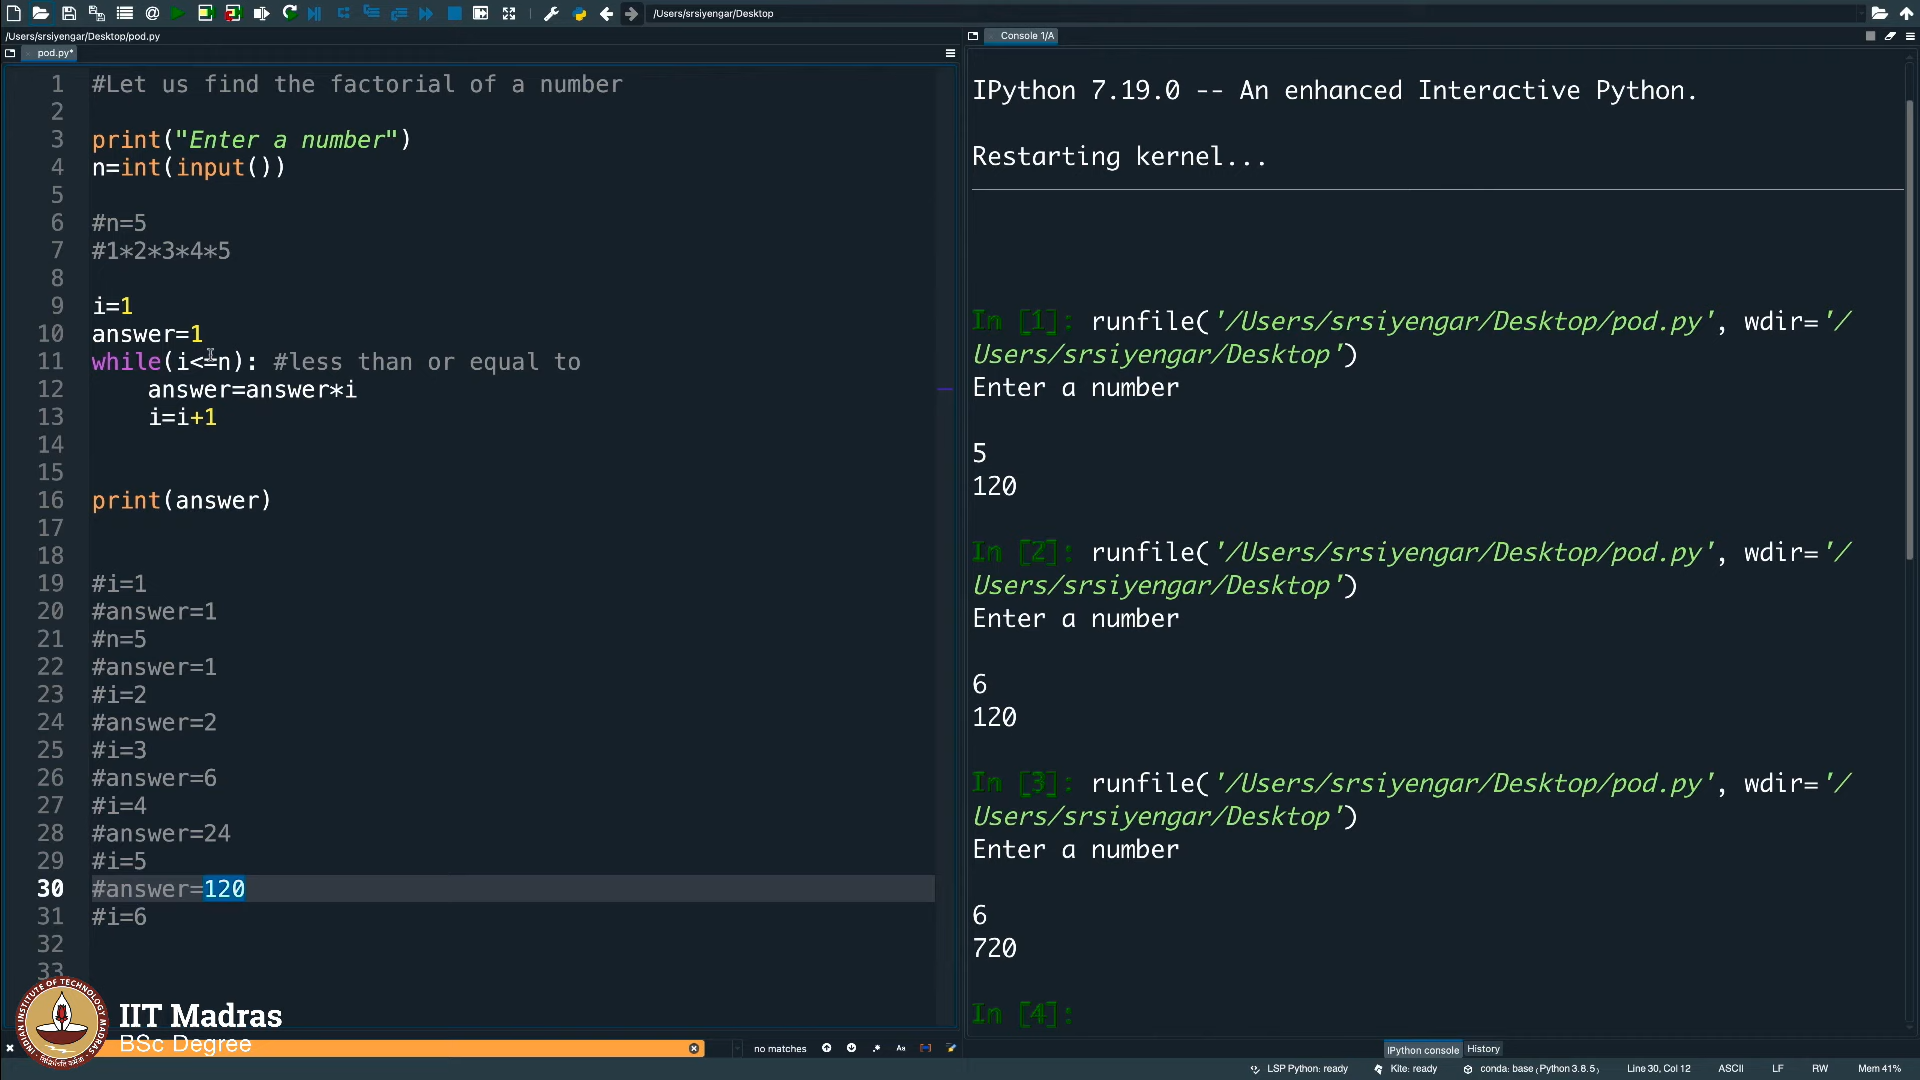 /Users/srsiyengar/Desktop
/Users/srsiyengar/Desktop/pod.py
pod.py*
1 #Let us find the factorial of a number
2
3 print("Enter a number")
4 n=int(input())
5
6 #n=5
7 #1*2*3*4*5
8
9 i=1
10 answer=1
11 while(i<=n): #less than or equal to
12 answer=answer*i
13 i=i+1
14
15
16 print(answer)
17
18
19 #i=1
20 #answer=1
21 #n=5
22 #answer=1
23 #i=2
24 #answer=2
25 #i=3
26 #answer=6
27 #i=4
28 #answer=24
29 #i=5
30 #answer=120
31 #i=6
32
33
IIT Madras
BSc Degree
no matches
Aa
Console 1/A
IPython 7.19.0 -- An enhanced Interactive Python.
Restarting kernel...
In [1]: runfile('/Users/srsiyengar/Desktop/pod.py', wdir='/
Users/srsiyengar/Desktop')
Enter a number
5
120
In [2]: runfile('/Users/srsiyengar/Desktop/pod.py', wdir='/
Users/srsiyengar/Desktop')
Enter a number
6
120
In [3]: runfile('/Users/srsiyengar/Desktop/pod.py', wdir='/
Users/srsiyengar/Desktop')
Enter a number
6
720
In [4]:
IPython console History
LSP Python: ready Kite: ready conda: base (Python 3.8.5) Line 30, Col 12 ASCII LF RW Mem 41%